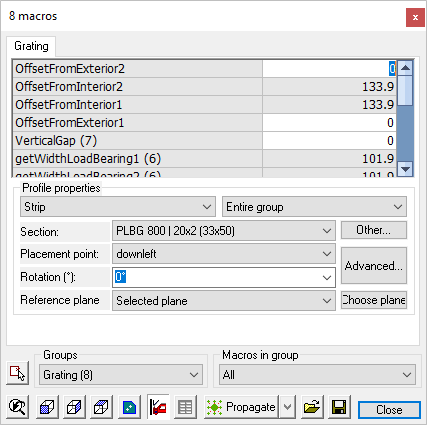 8 macros
Grating
OffsetFromExterior2 0
OffsetFromInterior2 133.9
OffsetFromInterior1 133.9
OffsetFromExterior1 0
VerticalGap (7) 0
getWidthLoadBearing1 (6) 101.9
getWidthLoadBearing2 (6) 101.9
Profile properties
Strip Entire group
Section: PLBG 800 | 20x2 (33x50) Other...
Placement point: downleft
Advanced...
Rotation (°): 0°
Reference plane Selected plane Choose plane
Groups Macros in group
Grating (8) All
Propagate Close